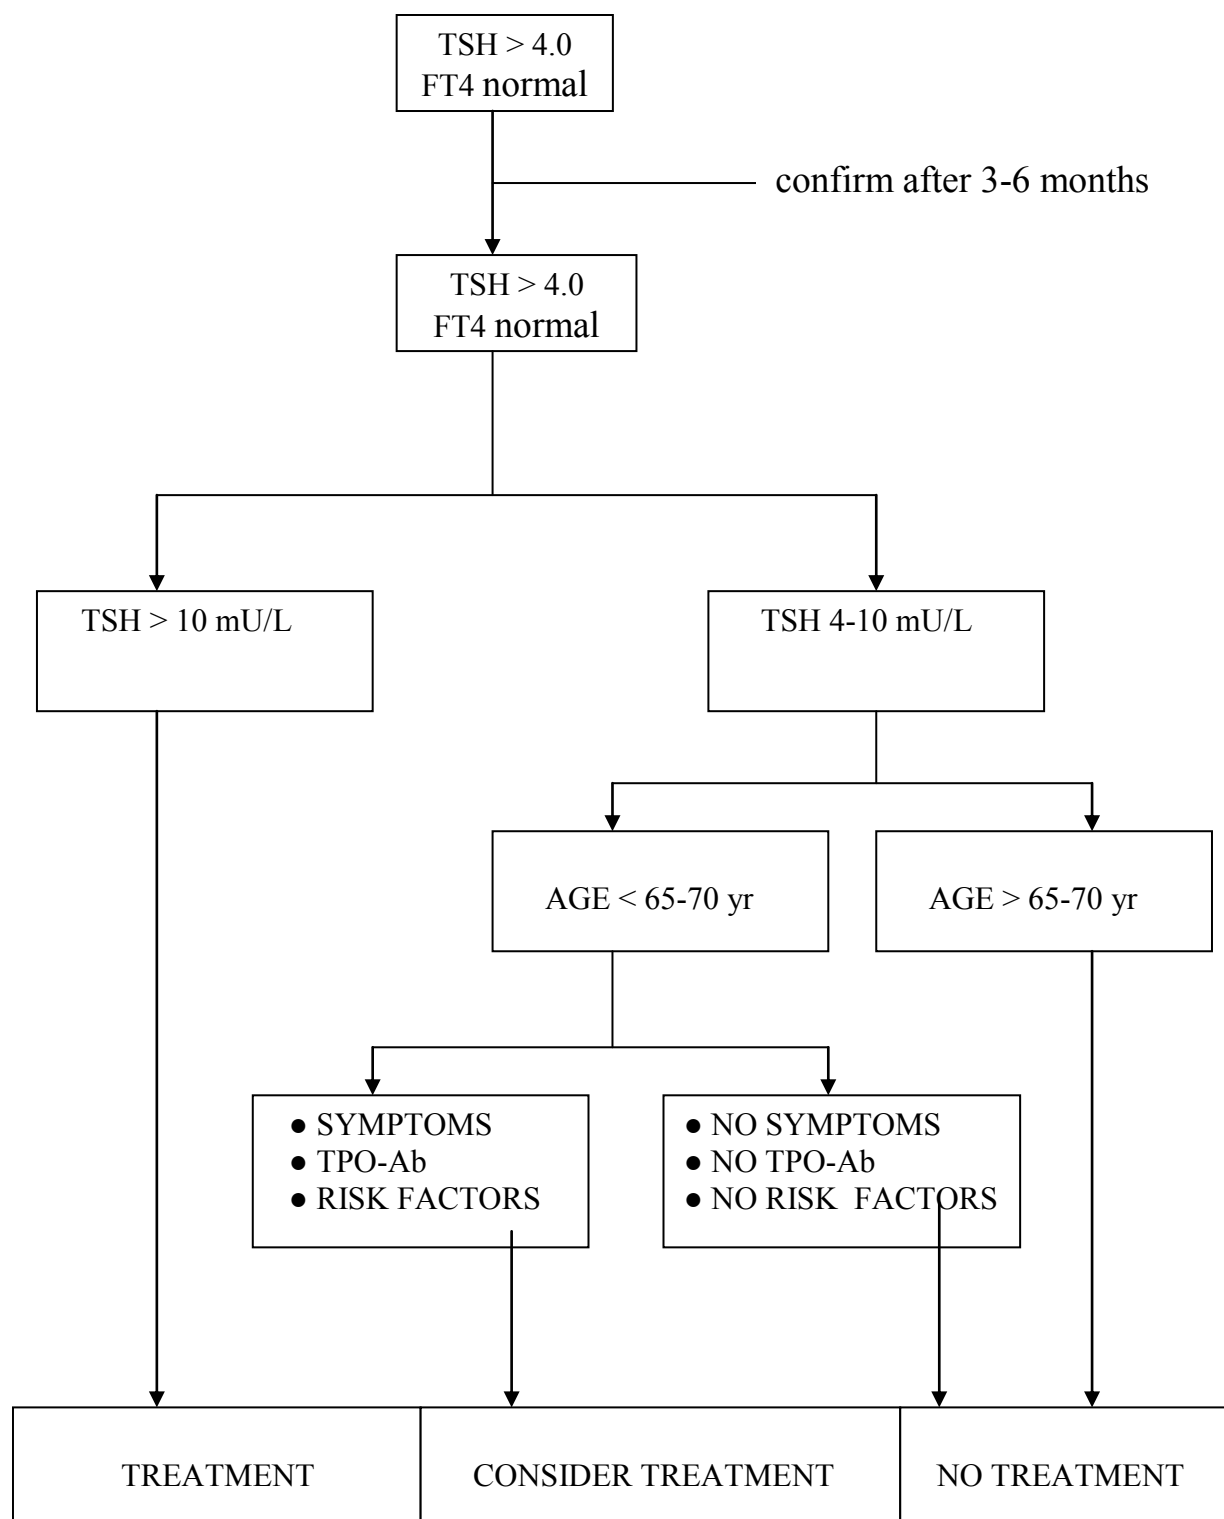 TSH > 4.0
FT4 normal
confirm after 3-6 months
TSH > 4.0
FT4 normal
TSH > 10 mU/L
TSH 4-10 mU/L
AGE < 65-70 yr
AGE > 65-70 yr
● SYMPTOMS
● TPO-Ab
● RISK FACTORS
● NO SYMPTOMS
● NO TPO-Ab
● NO RISK  FACTORS
TREATMENT
CONSIDER TREATMENT
NO TREATMENT